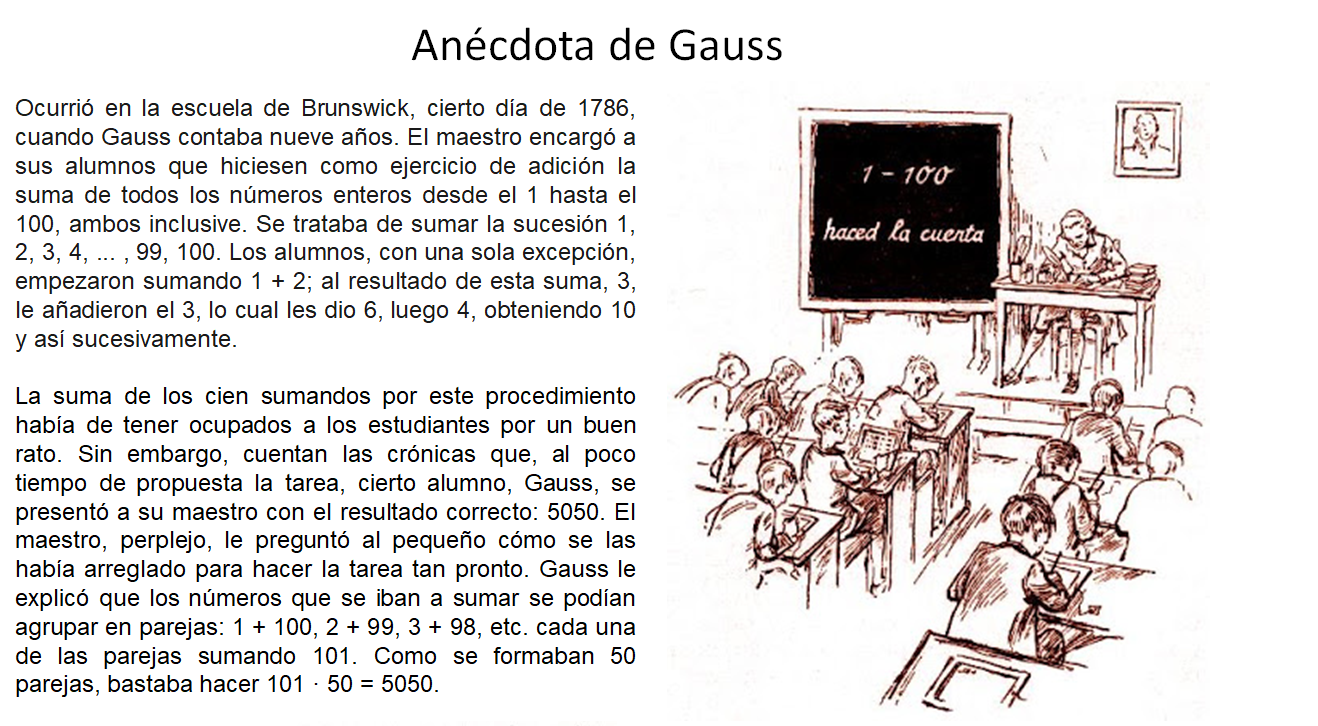 Anécdota de Gauss
Ocurrió en la escuela de Brunswick, cierto día de 1786,
cuando Gauss contaba nueve años. El maestro encargó a
sus alumnos que hiciesen como ejercicio de adición la
suma de todos los números enteros desde el 1 hasta el
100, ambos inclusive. Se trataba de sumar la sucesión 1,
2, 3, 4, ... , 99, 100. Los alumnos, con una sola excepción,
empezaron sumando 1 + 2; al resultado de esta suma, 3,
le añadieron el 3, lo cual les dio 6, luego 4, obteniendo 10
y así sucesivamente.
La suma de los cien sumandos por este procedimiento
había de tener ocupados a los estudiantes por un buen
rato. Sin embargo, cuentan las crónicas que, al poco
tiempo de propuesta la tarea, cierto alumno, Gauss, se
presentó a su maestro con el resultado correcto: 5050. El
maestro, perplejo, le preguntó al pequeño cómo se las
había arreglado para hacer la tarea tan pronto. Gauss le
explicó que los números que se iban a sumar se podían
agrupar en parejas: 1 + 100, 2 + 99, 3 + 98, etc. cada una
de las parejas sumando 101. Como se formaban 50
parejas, bastaba hacer 101 · 50 = 5050.
1 - 100
haced la cuenta